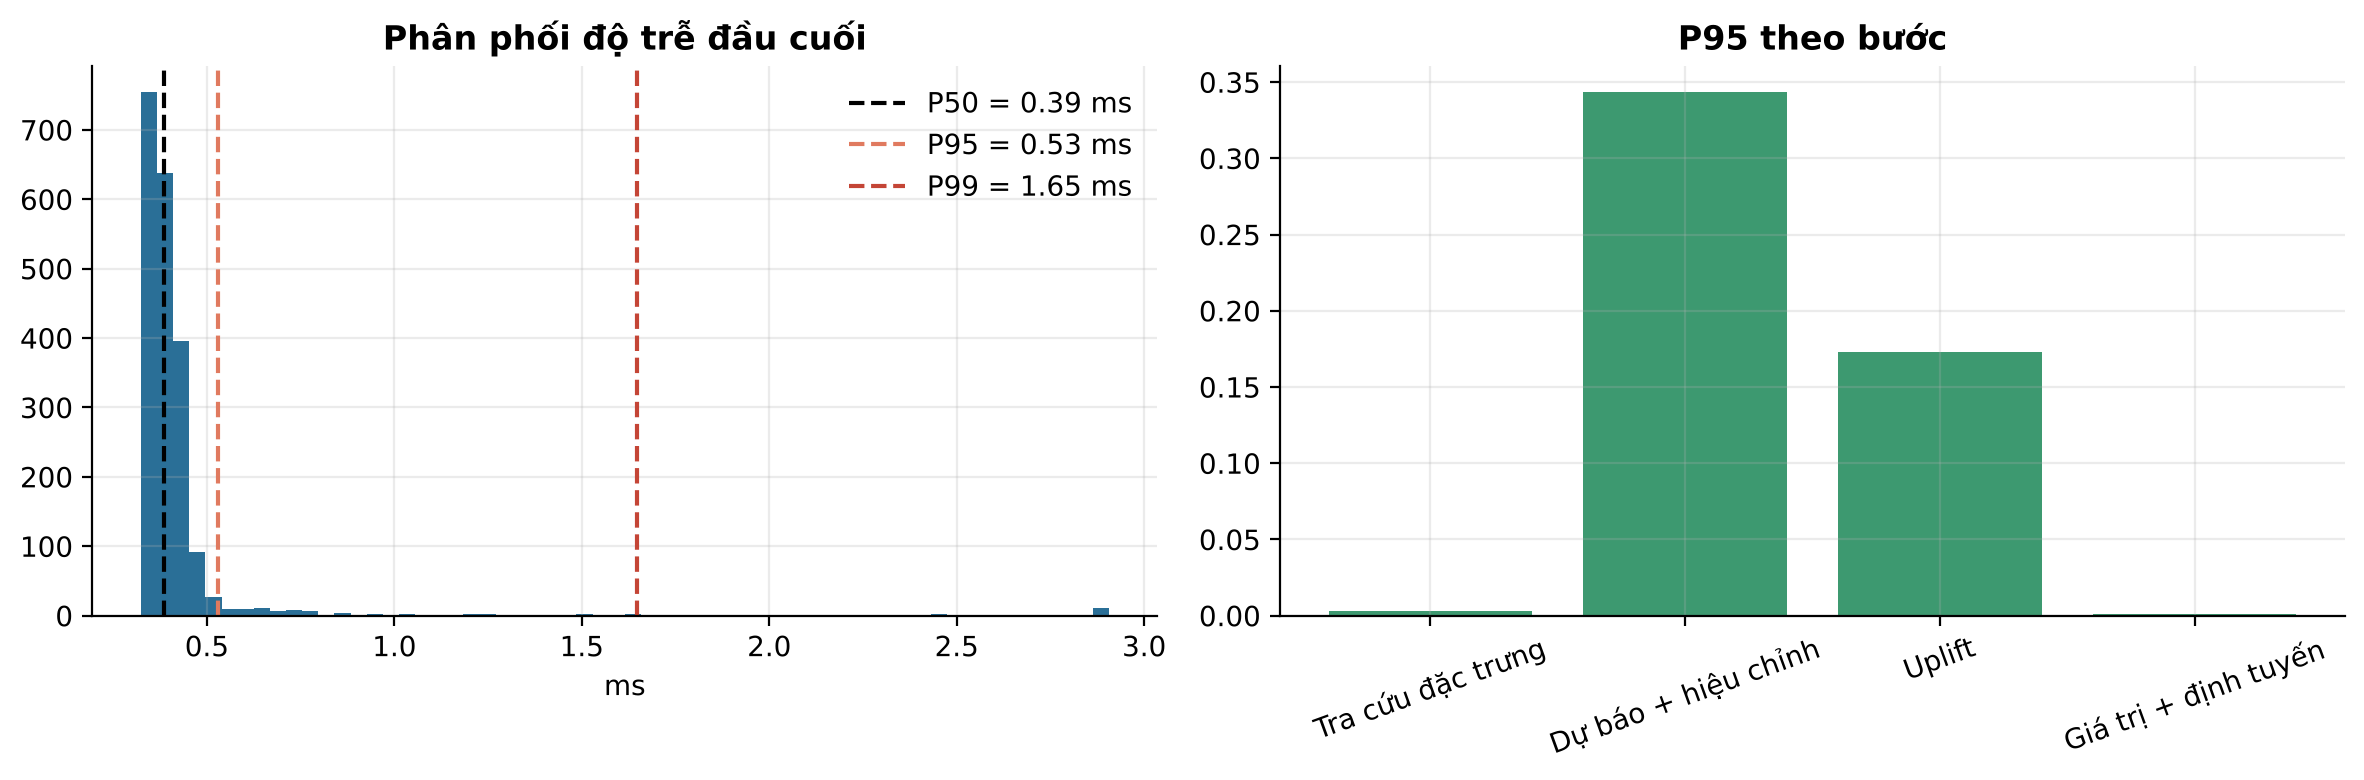 Phân phối độ trễ đầu cuối
700
600
500
400
300
200
100
0
0.5 1.0 1.5 2.0 2.5 3.0
ms
P50 = 0.39 ms
P95 = 0.53 ms
P99 = 1.65 ms
P95 theo bước
0.35
0.30
0.25
0.20
0.15
0.10
0.05
0.00
Tra cứu đặc trưng
Dự báo + hiệu chỉnh
Uplift
Giá trị + định tuyến